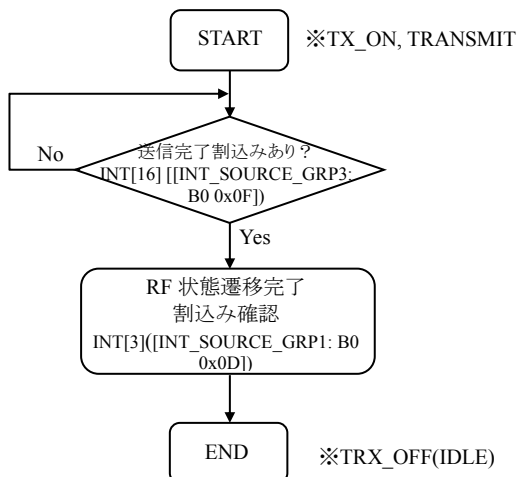 START
※TX_ON, TRANSMIT
No
送信完了割込みあり?
INT[16] [[INT_SOURCE_GRP3:
B0 0x0F])
Yes
RF 状態遷移完了
割込み確認
INT[3]([INT_SOURCE_GRP1: B0
0x0D])
END
※TRX_OFF(IDLE)